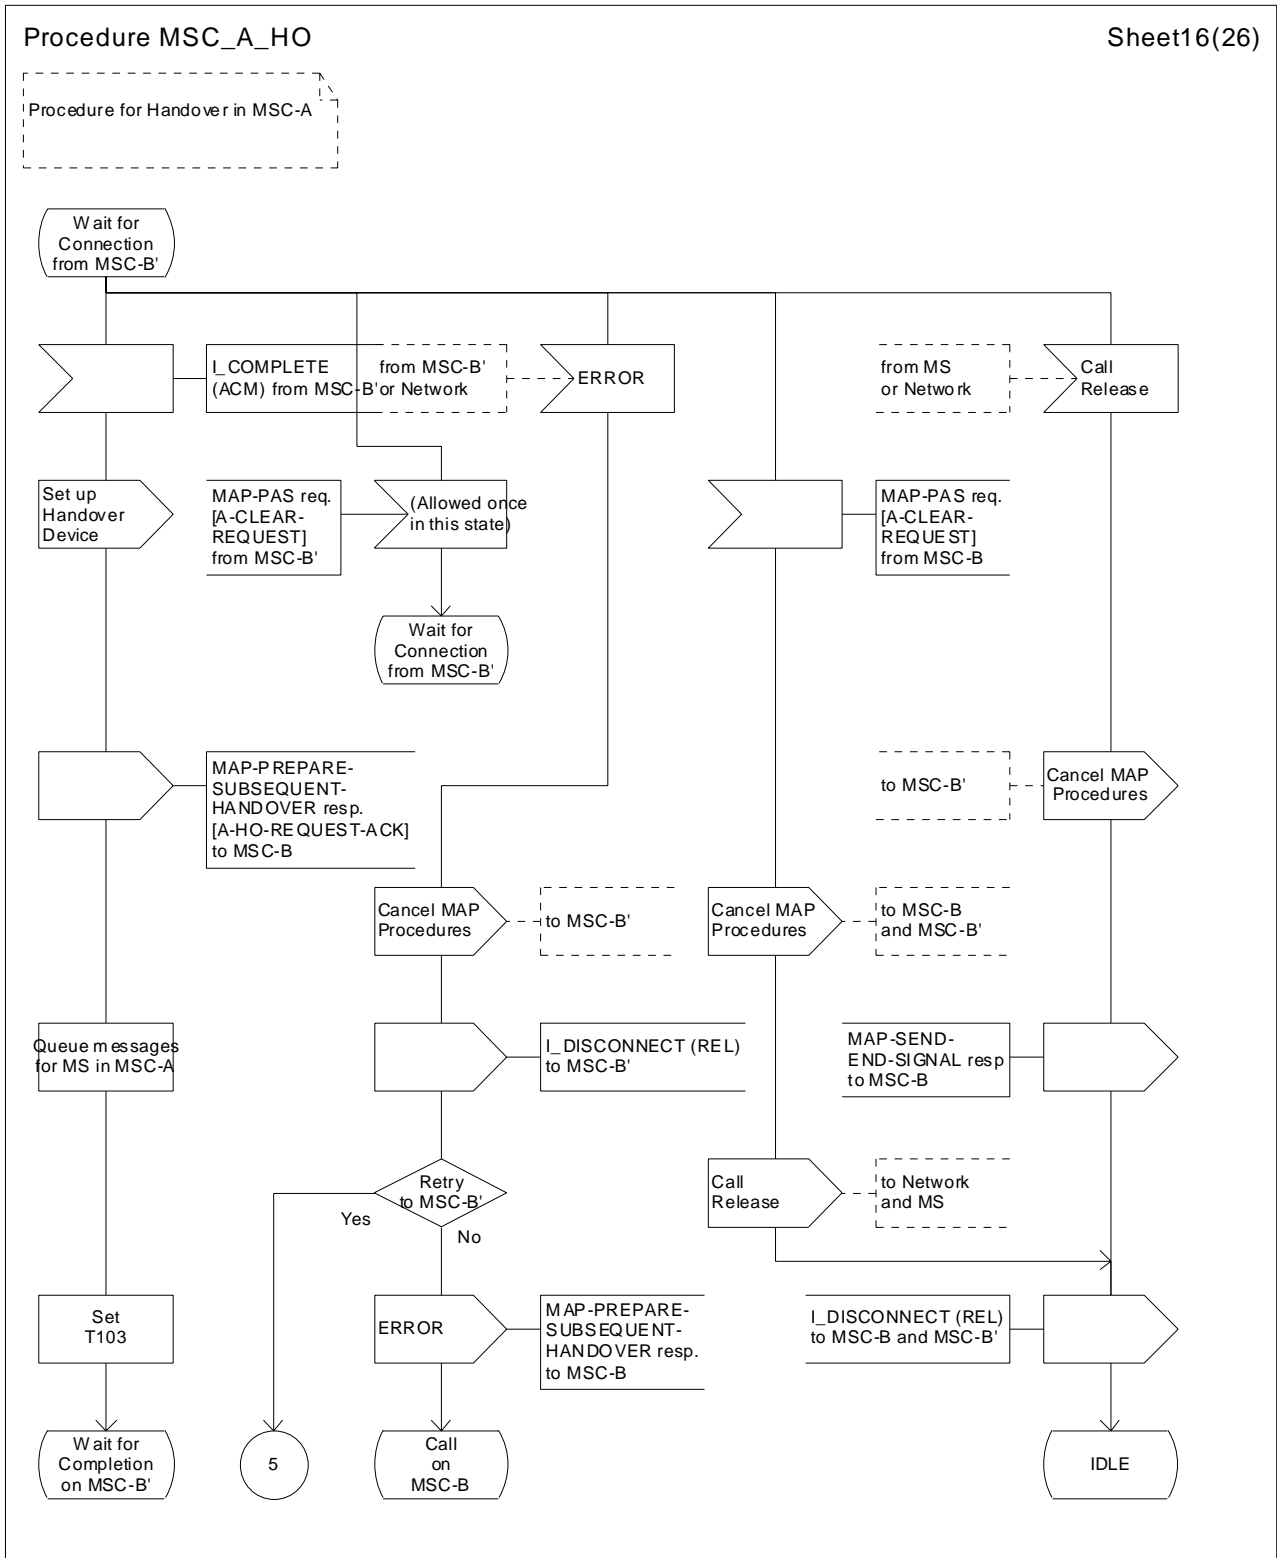 Procedure MSC_A_HO
Sheet16(26)
Procedure for Handover in MSC-A
Wait for
Connection
from MSC-B'
I_COMPLETE
(ACM) from MSC-B'
from MSC-B'
or Network
ERROR
from MS
or Network
Call
Release
Set up
Handover
Device
MAP-PAS req.
[A-CLEAR-
REQUEST]
from MSC-B'
(Allowed once
in this state)
MAP-PAS req.
[A-CLEAR-
REQUEST]
from MSC-B
Wait for
Connection
from MSC-B'
MAP-PREPARE-
SUBSEQUENT-
HANDOVER resp.
[A-HO-REQUEST-ACK]
to MSC-B
to MSC-B'
Cancel MAP
Procedures
Cancel MAP
Procedures
to MSC-B'
Cancel MAP
Procedures
to MSC-B
and MSC-B'
Queue messages
for MS in MSC-A
I_DISCONNECT (REL)
to MSC-B'
MAP-SEND-
END-SIGNAL resp
to MSC-B
Retry
to MSC-B'
Yes
No
Call
Release
to Network
and MS
Set
T103
ERROR
MAP-PREPARE-
SUBSEQUENT-
HANDOVER resp.
to MSC-B
I_DISCONNECT (REL)
to MSC-B and MSC-B'
Wait for
Completion
on MSC-B'
5
Call
on
MSC-B
IDLE